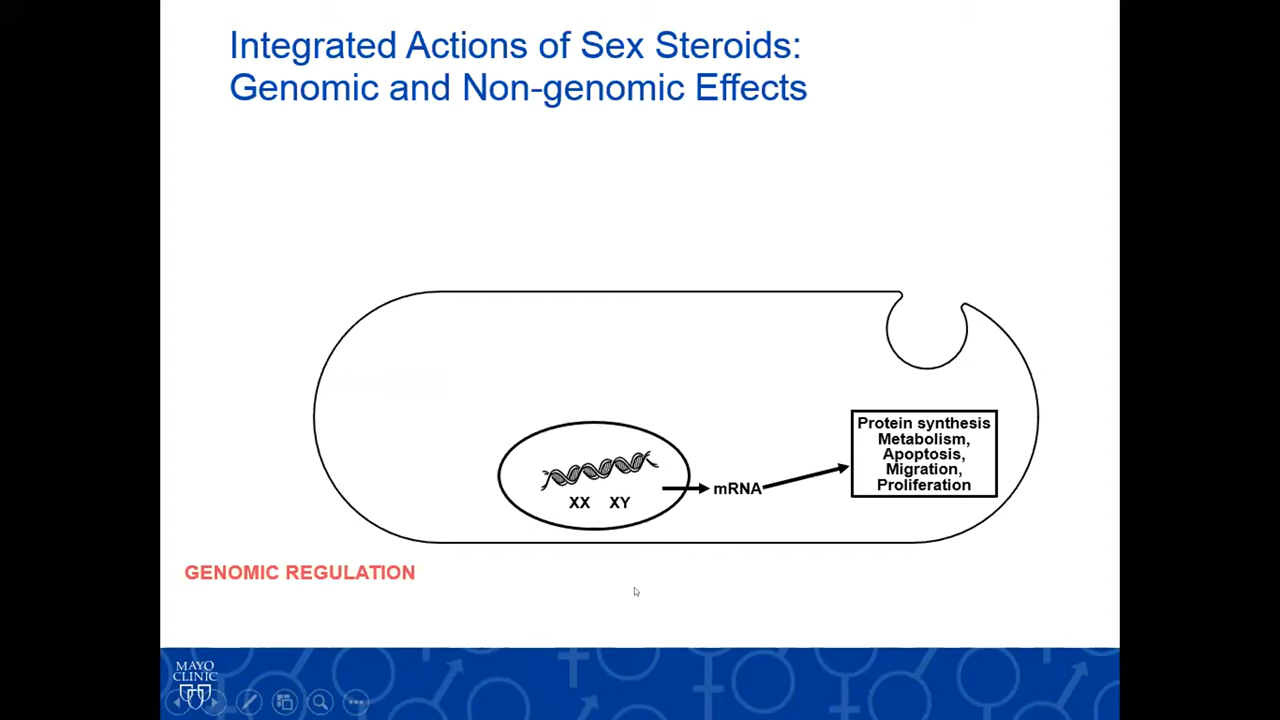 Integrated Actions of Sex Steroids:
Genomic and Non-genomic Effects
Protein synthesis
Metabolism,
Apoptosis,
Migration,
Proliferation
mRNA
XX XY
GENOMIC REGULATION
MAYO
CLINIC